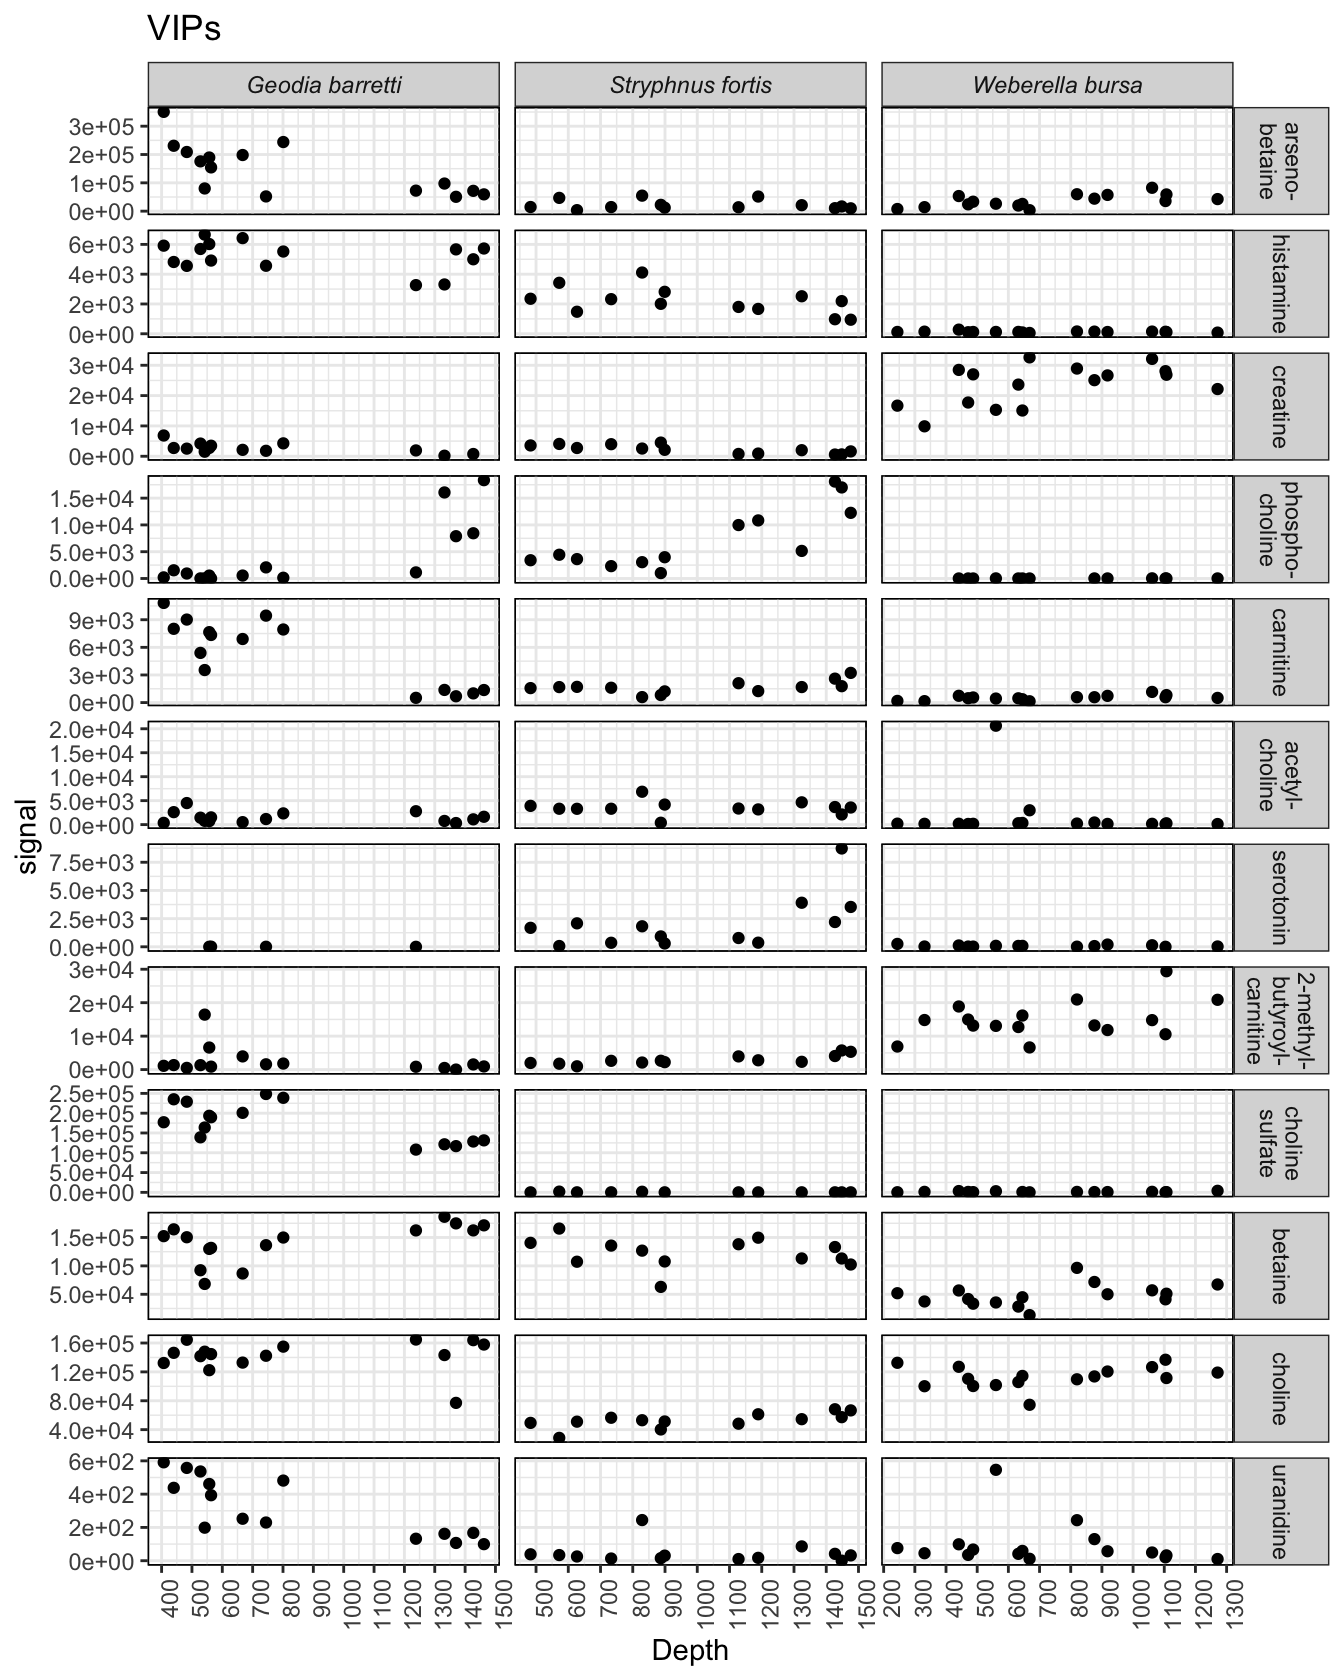 VIPs
Geodia barretti
Stryphnus fortis
Weberella bursa
3e+05
2e+05
1e+05
0e+00
arseno-
betaine
6e+03
4e+03
2e+03
0e+00
histamine
3e+04
2e+04
1e+04
0e+00
creatine
1.5e+04
1.0e+04
5.0e+03
0.0e+00
phospho-
choline
9e+03
6e+03
3e+03
0e+00
carnitine
2.0e+04
1.5e+04
1.0e+04
5.0e+03
0.0e+00
acetyl-
choline
signal
7.5e+03
5.0e+03
2.5e+03
0.0e+00
serotonin
3e+04
2e+04
1e+04
0e+00
2-methyl-
butyroyl-
carnitine
2.5e+05
2.0e+05
1.5e+05
1.0e+05
5.0e+04
0.0e+00
choline
sulfate
1.5e+05
1.0e+05
5.0e+04
betaine
1.6e+05
1.2e+05
8.0e+04
4.0e+04
choline
6e+02
4e+02
2e+02
0e+00
uranidine
400 500 600 700 800 900 1000 1100 1200 1300 1400 1500
500 600 700 800 900 1000 1100 1200 1300 1400 1500
200 300 400 500 600 700 800 900 1000 1100 1200 1300
Depth